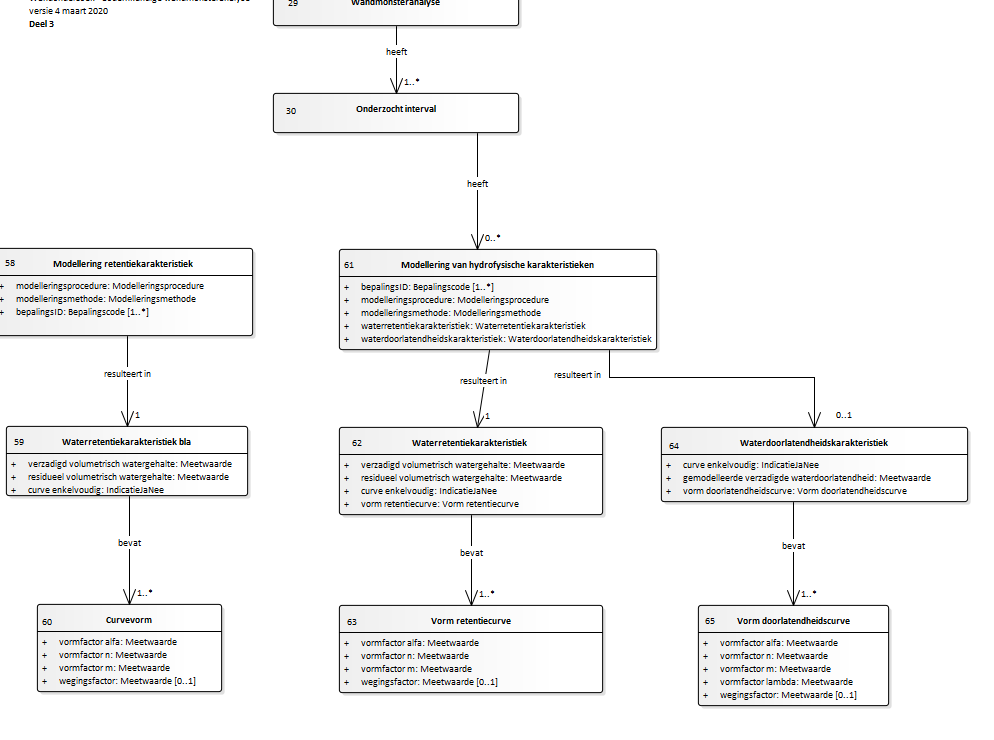 versie 4 maart 2020
Deel 3
29
Wandmonsteranalyse
heeft
1..*
30
Onderzocht interval
heeft
0..*
58
Modellering retentiekarakteristiek
+ modelleringsprocedure: Modelleringsprocedure
+ modelleringsmethode: Modelleringsmethode
+ bepalingsID: Bepalingscode [1..*]
61
Modellering van hydrofysische karakteristieken
+ bepalingsID: Bepalingscode [1..*]
+ modelleringsprocedure: Modelleringsprocedure
+ modelleringsmethode: Modelleringsmethode
+ waterretentiekarakteristiek: Waterretentiekarakteristiek
+ waterdoorlatendheidskarakteristiek: Waterdoorlatendheidskarakteristiek
resulteert in
1
resulteert in
1
resulteert in
0..1
59
Waterretentiekarakteristiek bla
+ verzadigd volumetrisch watergehalte: Meetwaarde
+ residueel volumetrisch watergehalte: Meetwaarde
+ curve enkelvoudig: IndicatieJaNee
62
Waterretentiekarakteristiek
+ verzadigd volumetrisch watergehalte: Meetwaarde
+ residueel volumetrisch watergehalte: Meetwaarde
+ curve enkelvoudig: IndicatieJaNee
+ vorm retentiecurve: Vorm retentiecurve
64
Waterdoorlatendheidskarakteristiek
+ curve enkelvoudig: IndicatieJaNee
+ gemodelleerde verzadigde waterdoorlatendheid: Meetwaarde
+ vorm doorlatendheidscurve: Vorm doorlatendheidscurve
bevat
1..*
bevat
1..*
bevat
1..*
60
Curvevorm
+ vormfactor alfa: Meetwaarde
+ vormfactor n: Meetwaarde
+ vormfactor m: Meetwaarde
+ wegingsfactor: Meetwaarde [0..1]
63
Vorm retentiecurve
+ vormfactor alfa: Meetwaarde
+ vormfactor n: Meetwaarde
+ vormfactor m: Meetwaarde
+ wegingsfactor: Meetwaarde [0..1]
65
Vorm doorlatendheidscurve
+ vormfactor alfa: Meetwaarde
+ vormfactor n: Meetwaarde
+ vormfactor m: Meetwaarde
+ vormfactor lambda: Meetwaarde
+ wegingsfactor: Meetwaarde [0..1]